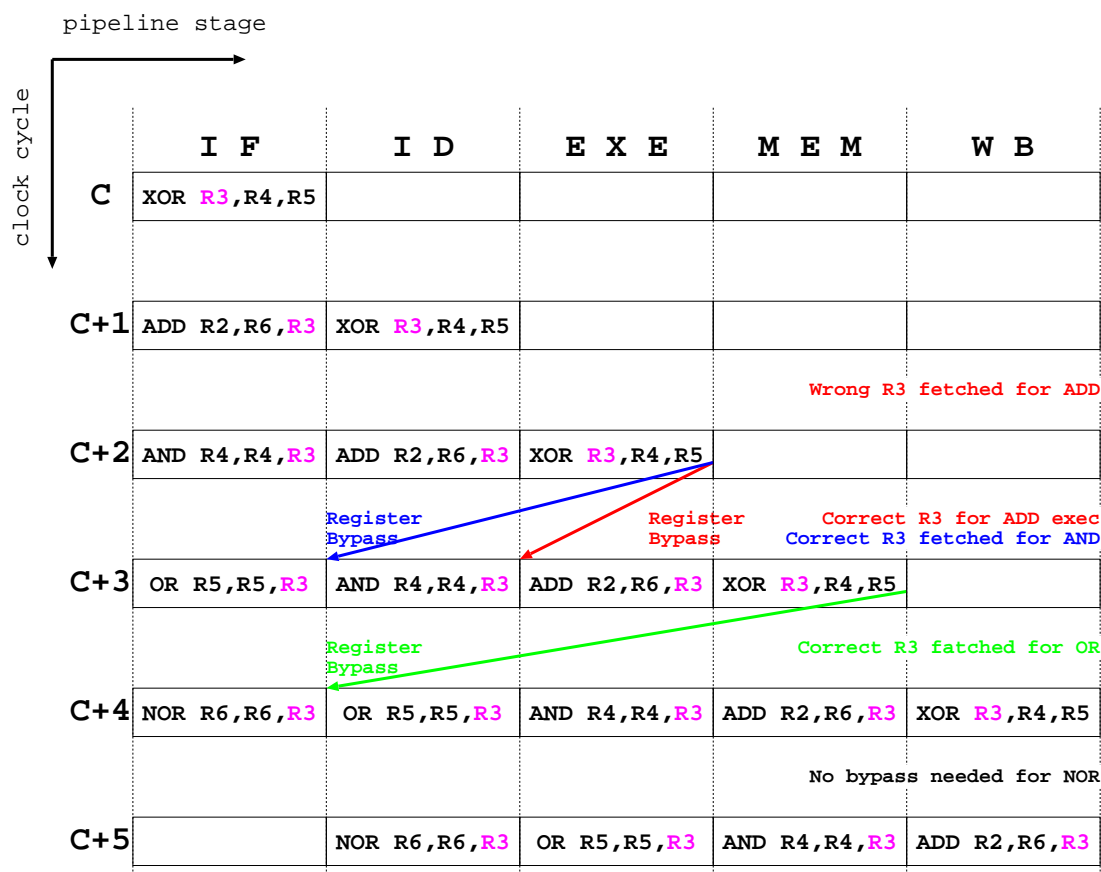 pipeline stage
clock cycle
I F I D E X E M E M W B
C XOR R3,R4,R5
C+1 ADD R2,R6,R3 XOR R3,R4,R5
Wrong R3 fetched for ADD
C+2 AND R4,R4,R3 ADD R2,R6,R3 XOR R3,R4,R5
Register Register Correct R3 for ADD exec
Bypass Bypass Correct R3 fetched for AND
C+3 OR R5,R5,R3 AND R4,R4,R3 ADD R2,R6,R3 XOR R3,R4,R5
Register Correct R3 fatched for OR
Bypass
C+4 NOR R6,R6,R3 OR R5,R5,R3 AND R4,R4,R3 ADD R2,R6,R3 XOR R3,R4,R5
No bypass needed for NOR
C+5 NOR R6,R6,R3 OR R5,R5,R3 AND R4,R4,R3 ADD R2,R6,R3